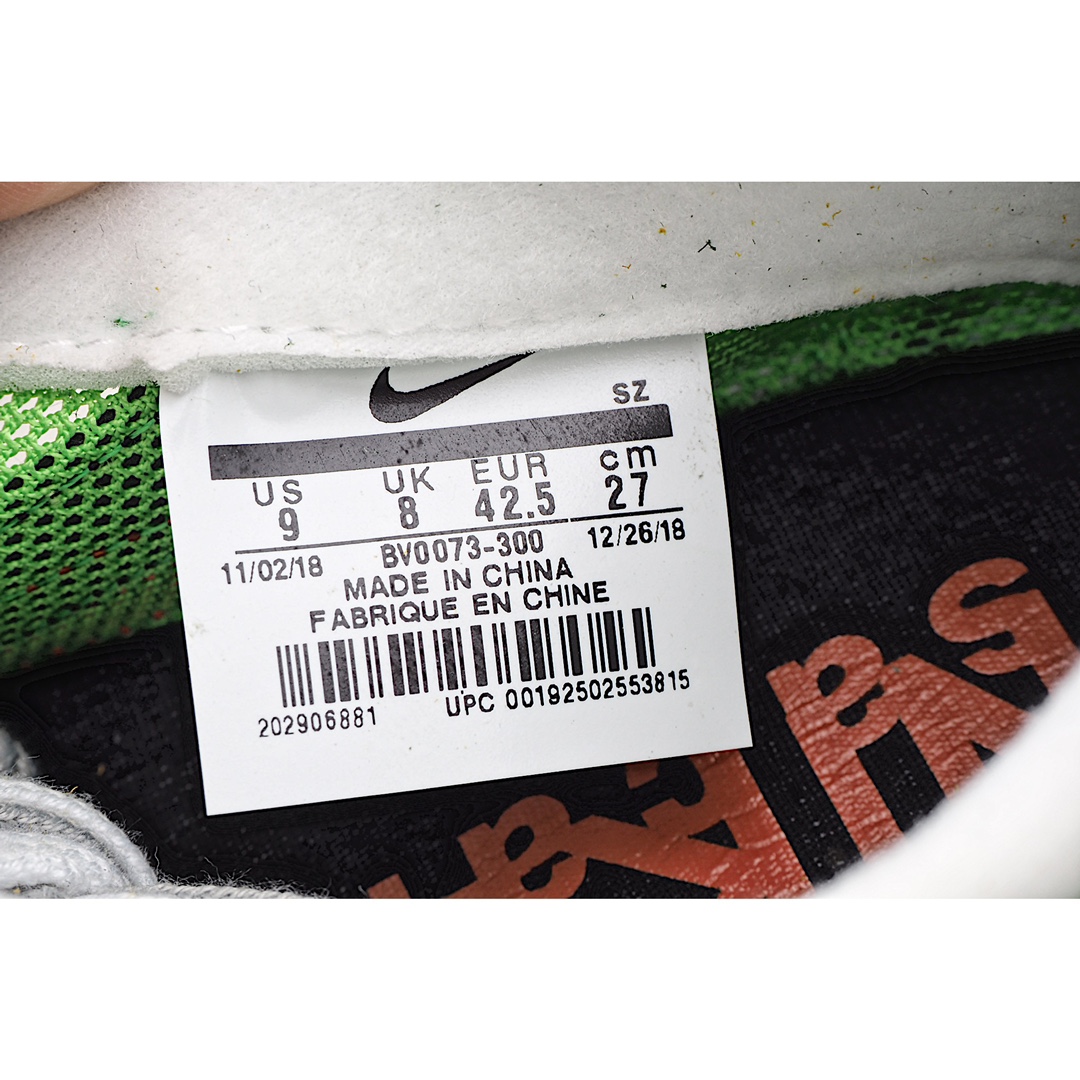 SZ
US UK EUR cm
9 8 42.5 27
11/02/18 BV0073-300 12/26/18
MADE IN CHINA
FABRIQUE EN CHINE
202906881 UPC 00192502553815